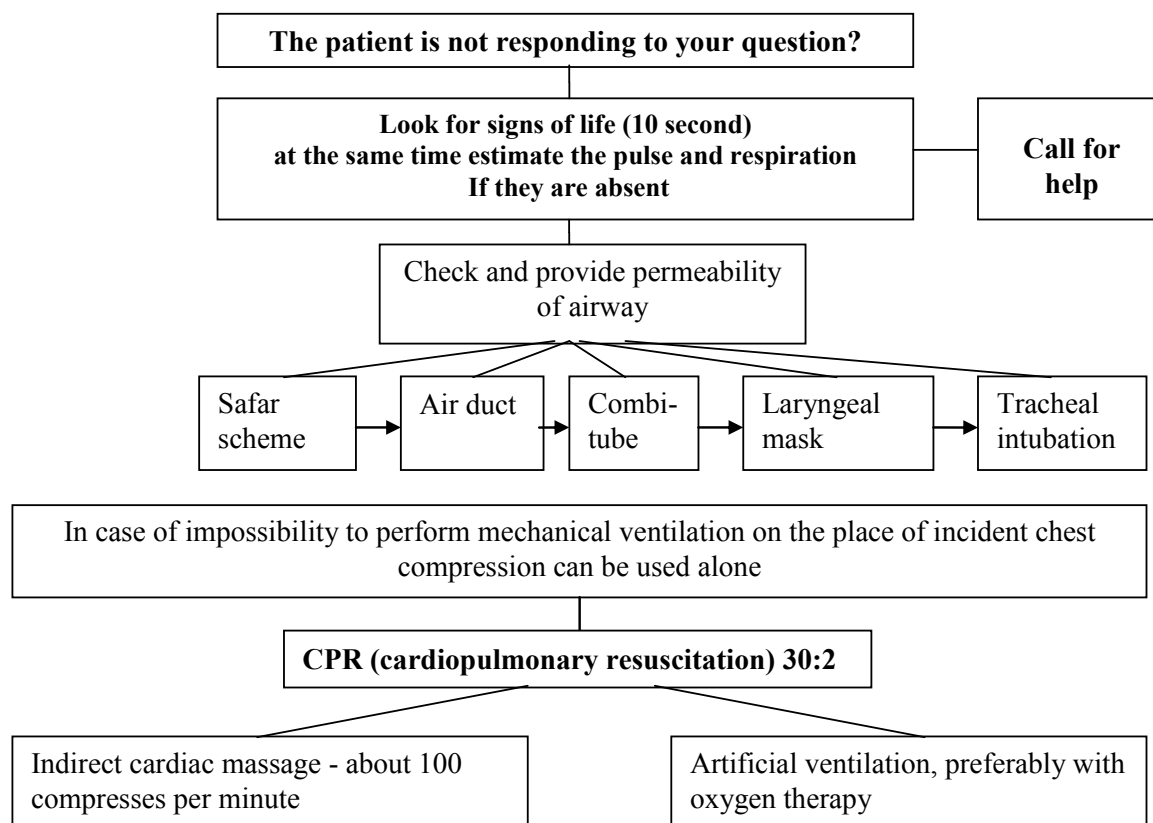 The patient is not responding to your question?
Look for signs of life (10 second)
at the same time estimate the pulse and respiration
If they are absent
Call for
help
Check and provide permeability
of airway
Safar
scheme
Air duct
Combi-
tube
Laryngeal
mask
Tracheal
intubation
In case of impossibility to perform mechanical ventilation on the place of incident chest
compression can be used alone
CPR (cardiopulmonary resuscitation) 30:2
Indirect cardiac massage - about 100
compresses per minute
Artificial ventilation, preferably with
oxygen therapy